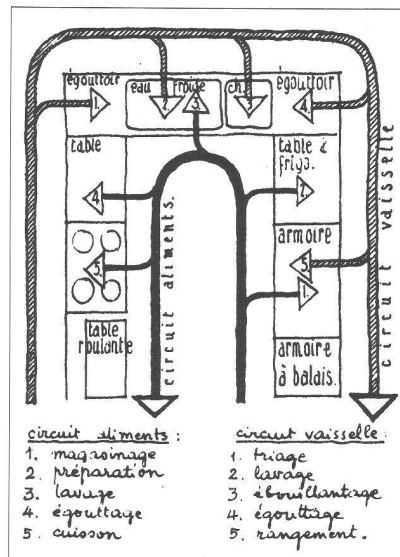 égouttoir
eau froide
ch.
égouttoir
1.
2
3
3
4
table
table &
frigo.
4
2.
armoire
5.
5
1.
table
roulante
armoire
à balais.
circuit aliments.
circuit vaisselle
circuit aliments :
1. magasinage
2. préparation
3. lavage
4. égouttage
5. cuisson
circuit vaisselle :
1. triage
2. lavage
3. ébouillantage
4. égouttage
5. rangement.